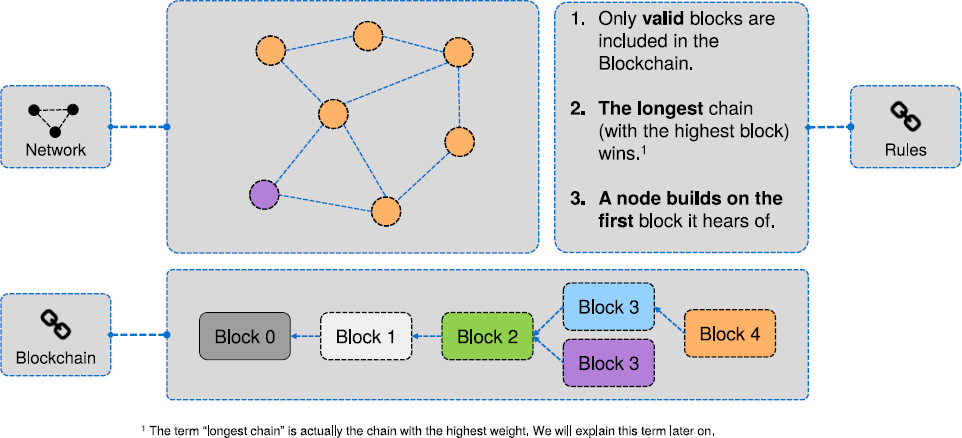 1. Only valid blocks are
included in the
Blockchain.
2. The longest chain
(with the highest block)
wins.¹
3. A node builds on the
first block it hears of.
Network
Rules
Blockchain
Block 0
Block 1
Block 2
Block 3
Block 3
Block 4
¹ The term “longest chain” is actually the chain with the highest weight. We will explain this term later on.